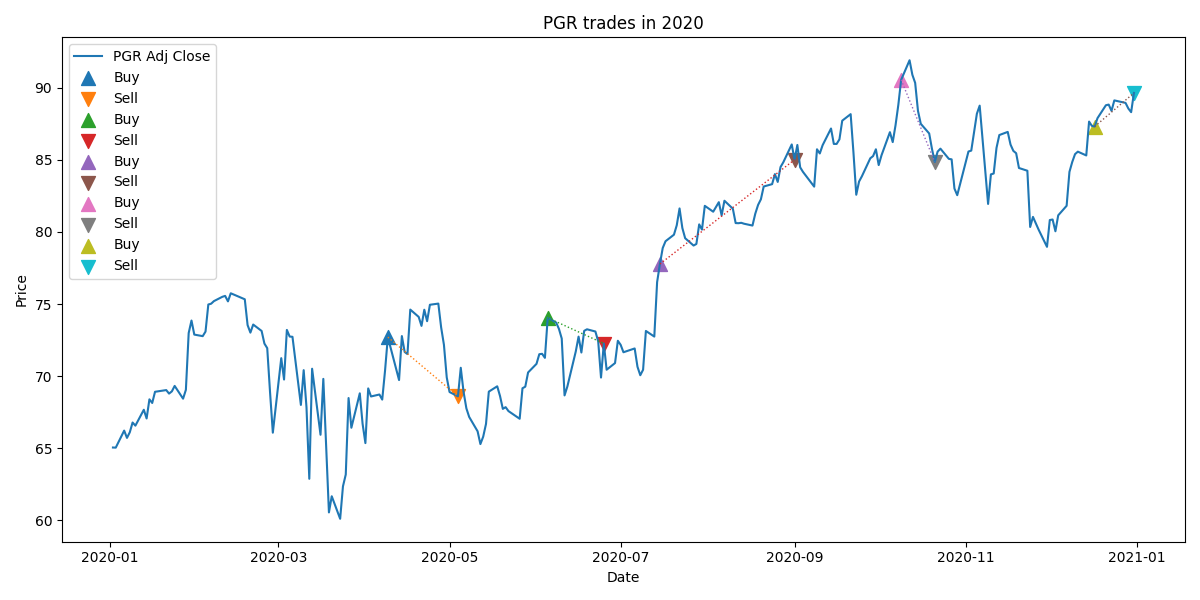 PGR trades in 2020
PGR Adj Close
Buy
Sell
Buy
Sell
Buy
Sell
Buy
Sell
Buy
Sell
Price
90
85
80
75
70
65
60
2020-01
2020-03
2020-05
2020-07
2020-09
2020-11
2021-01
Date